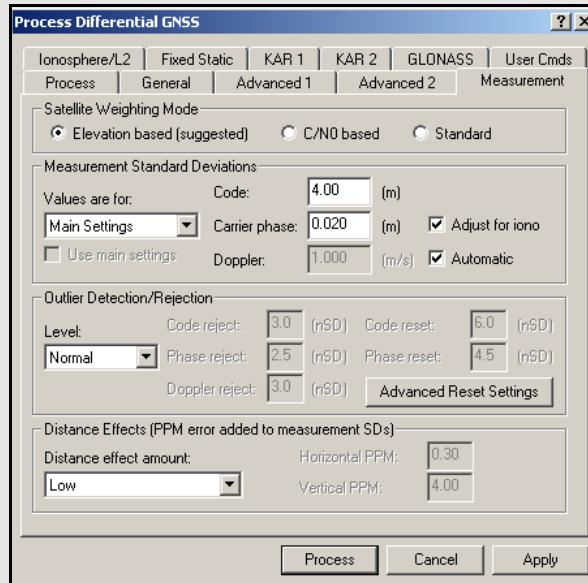 Process Differential GNSS
Ionosphere/L2 Fixed Static KAR 1 KAR 2 GLONASS User Cmds
Process General Advanced 1 Advanced 2 Measurement
Satellite Weighting Mode
Elevation based (suggested) C/N0 based Standard
Measurement Standard Deviations
Values are for: Code: 4.00 (m)
Main Settings Carrier phase: 0.020 (m) Adjust for iono
Use main settings Doppler: 1.000 (m/s) Automatic
Outlier Detection/Rejection
Level: Code reject: 3.0 (nSD) Code reset: 6.0 (nSD)
Normal Phase reject: 2.5 (nSD) Phase reset: 4.5 (nSD)
Doppler reject: 3.0 (nSD) Advanced Reset Settings
Distance Effects (PPM error added to measurement SDs)
Distance effect amount: Horizontal PPM: 0.30
Low Vertical PPM: 4.00
Process Cancel Apply